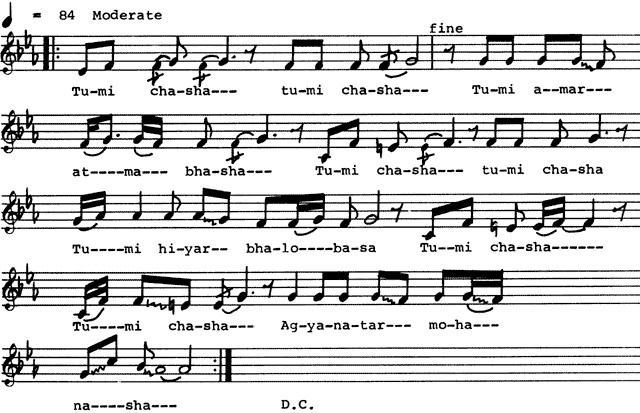 = 84 Moderate
fine
Tu-mi cha-sha--- tu-mi cha-sha--- Tu-mi a-mar---
at----ma--- bha-sha--- Tu-mi cha-sha--- tu-mi cha-sha
Tu----mi hi-yar-- bha-lo----ba-sa Tu--mi cha-sha------
Tu----mi cha-sha--- Ag-ya-na-tar--- mo-ha---
na----sha--- D.C.